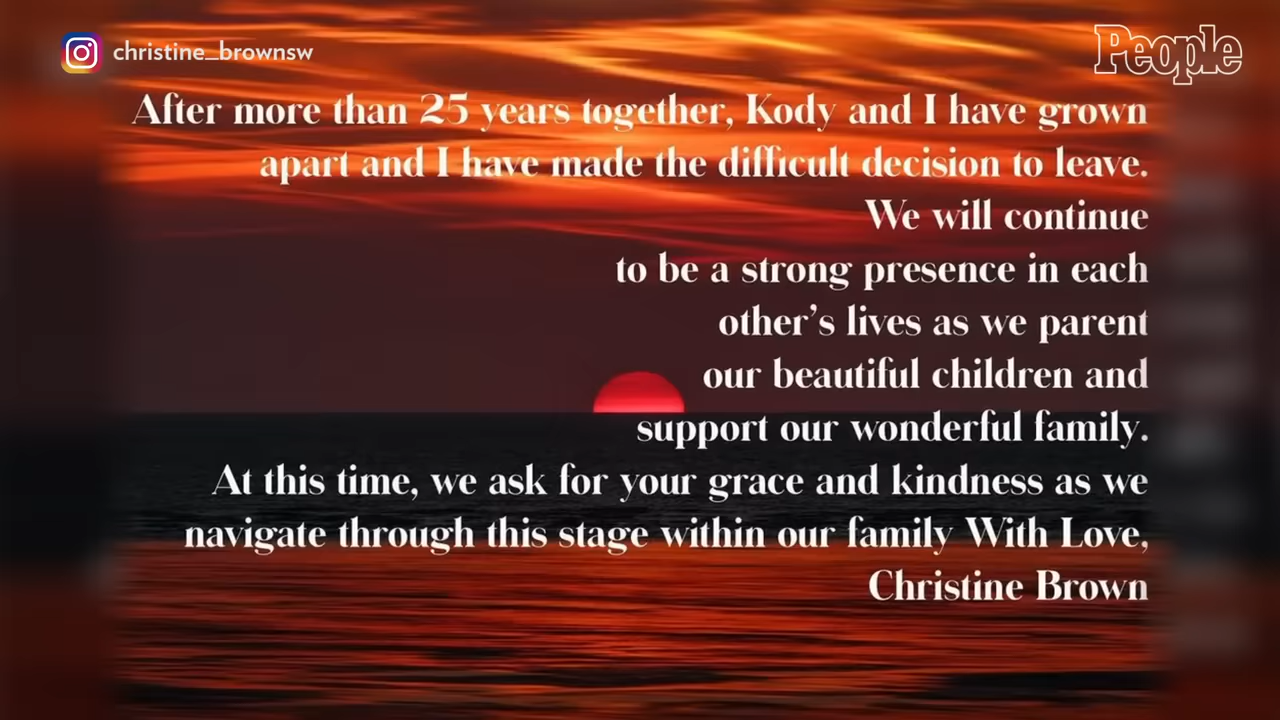 christine_brownsw
People
After more than 25 years together, Kody and I have grown
apart and I have made the difficult decision to leave.
We will continue
to be a strong presence in each
other’s lives as we parent
our beautiful children and
support our wonderful family.
At this time, we ask for your grace and kindness as we
navigate through this stage within our family With Love,
Christine Brown